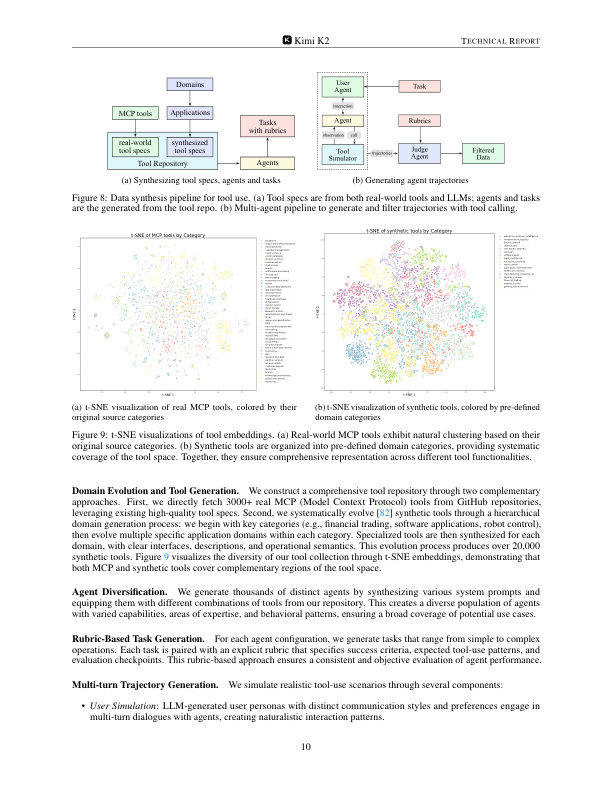 Kimi K2
TECHNICAL REPORT
Domains
MCP tools
Applications
real-world
tool specs
synthesized
tool specs
Tool Repository
Tasks
with rubrics
Agents
(a) Synthesizing tool specs, agents and tasks
User
Agent
interaction
Agent
observation
call
Tool
Simulator
Task
Rubrics
trajectories
Judge
Agent
Filtered
Data
(b) Generating agent trajectories
Figure 8: Data synthesis pipeline for tool use. (a) Tool specs are from both real-world tools and LLMs; agents and tasks
are the generated from the tool repo. (b) Multi-agent pipeline to generate and filter trajectories with tool calling.
t-SNE of MCP tools by Category
t-SNE 2
t-SNE 1
(a) t-SNE visualization of real MCP tools, colored by their
original source categories
t-SNE of synthetic tools by Category
t-SNE 2
t-SNE 1
(b) t-SNE visualization of synthetic tools, colored by pre-defined
domain categories
Figure 9: t-SNE visualizations of tool embeddings. (a) Real-world MCP tools exhibit natural clustering based on their
original source categories. (b) Synthetic tools are organized into pre-defined domain categories, providing systematic
coverage of the tool space. Together, they ensure comprehensive representation across different tool functionalities.
Domain Evolution and Tool Generation. We construct a comprehensive tool repository through two complementary
approaches. First, we directly fetch 3000+ real MCP (Model Context Protocol) tools from GitHub repositories,
leveraging existing high-quality tool specs. Second, we systematically evolve [82] synthetic tools through a hierarchical
domain generation process: we begin with key categories (e.g., financial trading, software applications, robot control),
then evolve multiple specific application domains within each category. Specialized tools are then synthesized for each
domain, with clear interfaces, descriptions, and operational semantics. This evolution process produces over 20,000
synthetic tools. Figure 9 visualizes the diversity of our tool collection through t-SNE embeddings, demonstrating that
both MCP and synthetic tools cover complementary regions of the tool space.
Agent Diversification. We generate thousands of distinct agents by synthesizing various system prompts and
equipping them with different combinations of tools from our repository. This creates a diverse population of agents
with varied capabilities, areas of expertise, and behavioral patterns, ensuring a broad coverage of potential use cases.
Rubric-Based Task Generation. For each agent configuration, we generate tasks that range from simple to complex
operations. Each task is paired with an explicit rubric that specifies success criteria, expected tool-use patterns, and
evaluation checkpoints. This rubric-based approach ensures a consistent and objective evaluation of agent performance.
Multi-turn Trajectory Generation. We simulate realistic tool-use scenarios through several components:
• User Simulation: LLM-generated user personas with distinct communication styles and preferences engage in
multi-turn dialogues with agents, creating naturalistic interaction patterns.
10